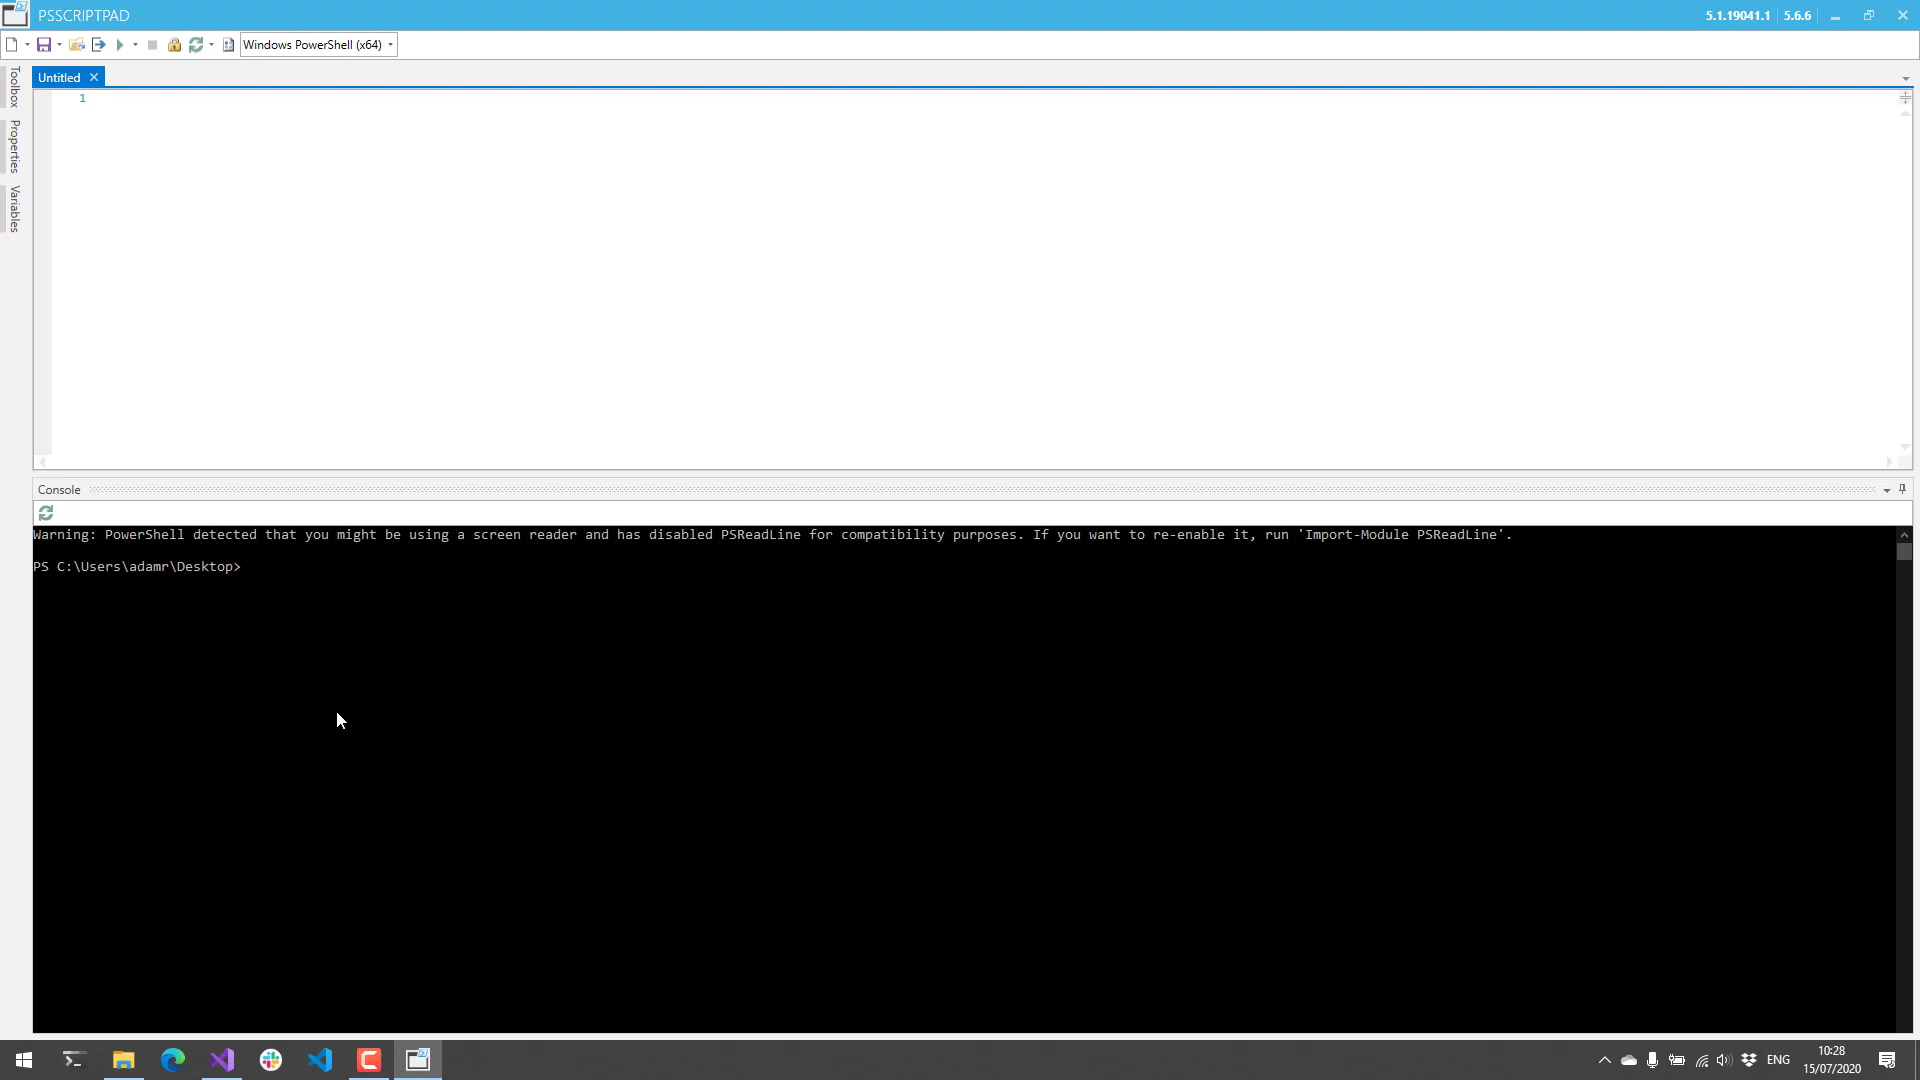 PSSCRIPTPAD
5.1.19041.1 5.6.6
Windows PowerShell (x64)
Toolbox
Properties
Variables
Untitled
1
Console
Warning: PowerShell detected that you might be using a screen reader and has disabled PSReadLine for compatibility purposes. If you want to re-enable it, run 'Import-Module PSReadLine'.
PS C:\Users\adamr\Desktop>
ENG
10:28
15/07/2020